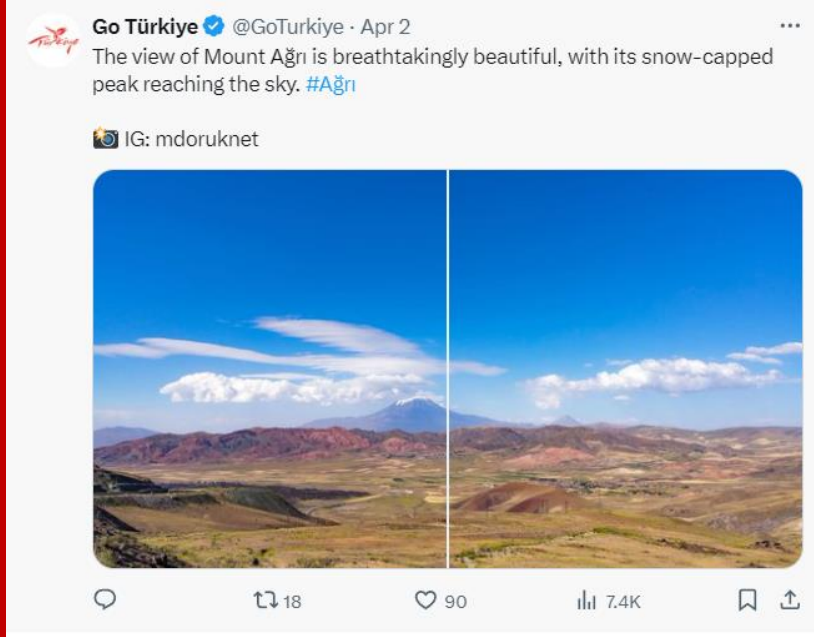 Türkiye
Go Türkiye @GoTurkiye · Apr 2
The view of Mount Ağrı is breathtakingly beautiful, with its snow-capped
peak reaching the sky. #Ağrı
IG: mdoruknet
18 90 7.4K